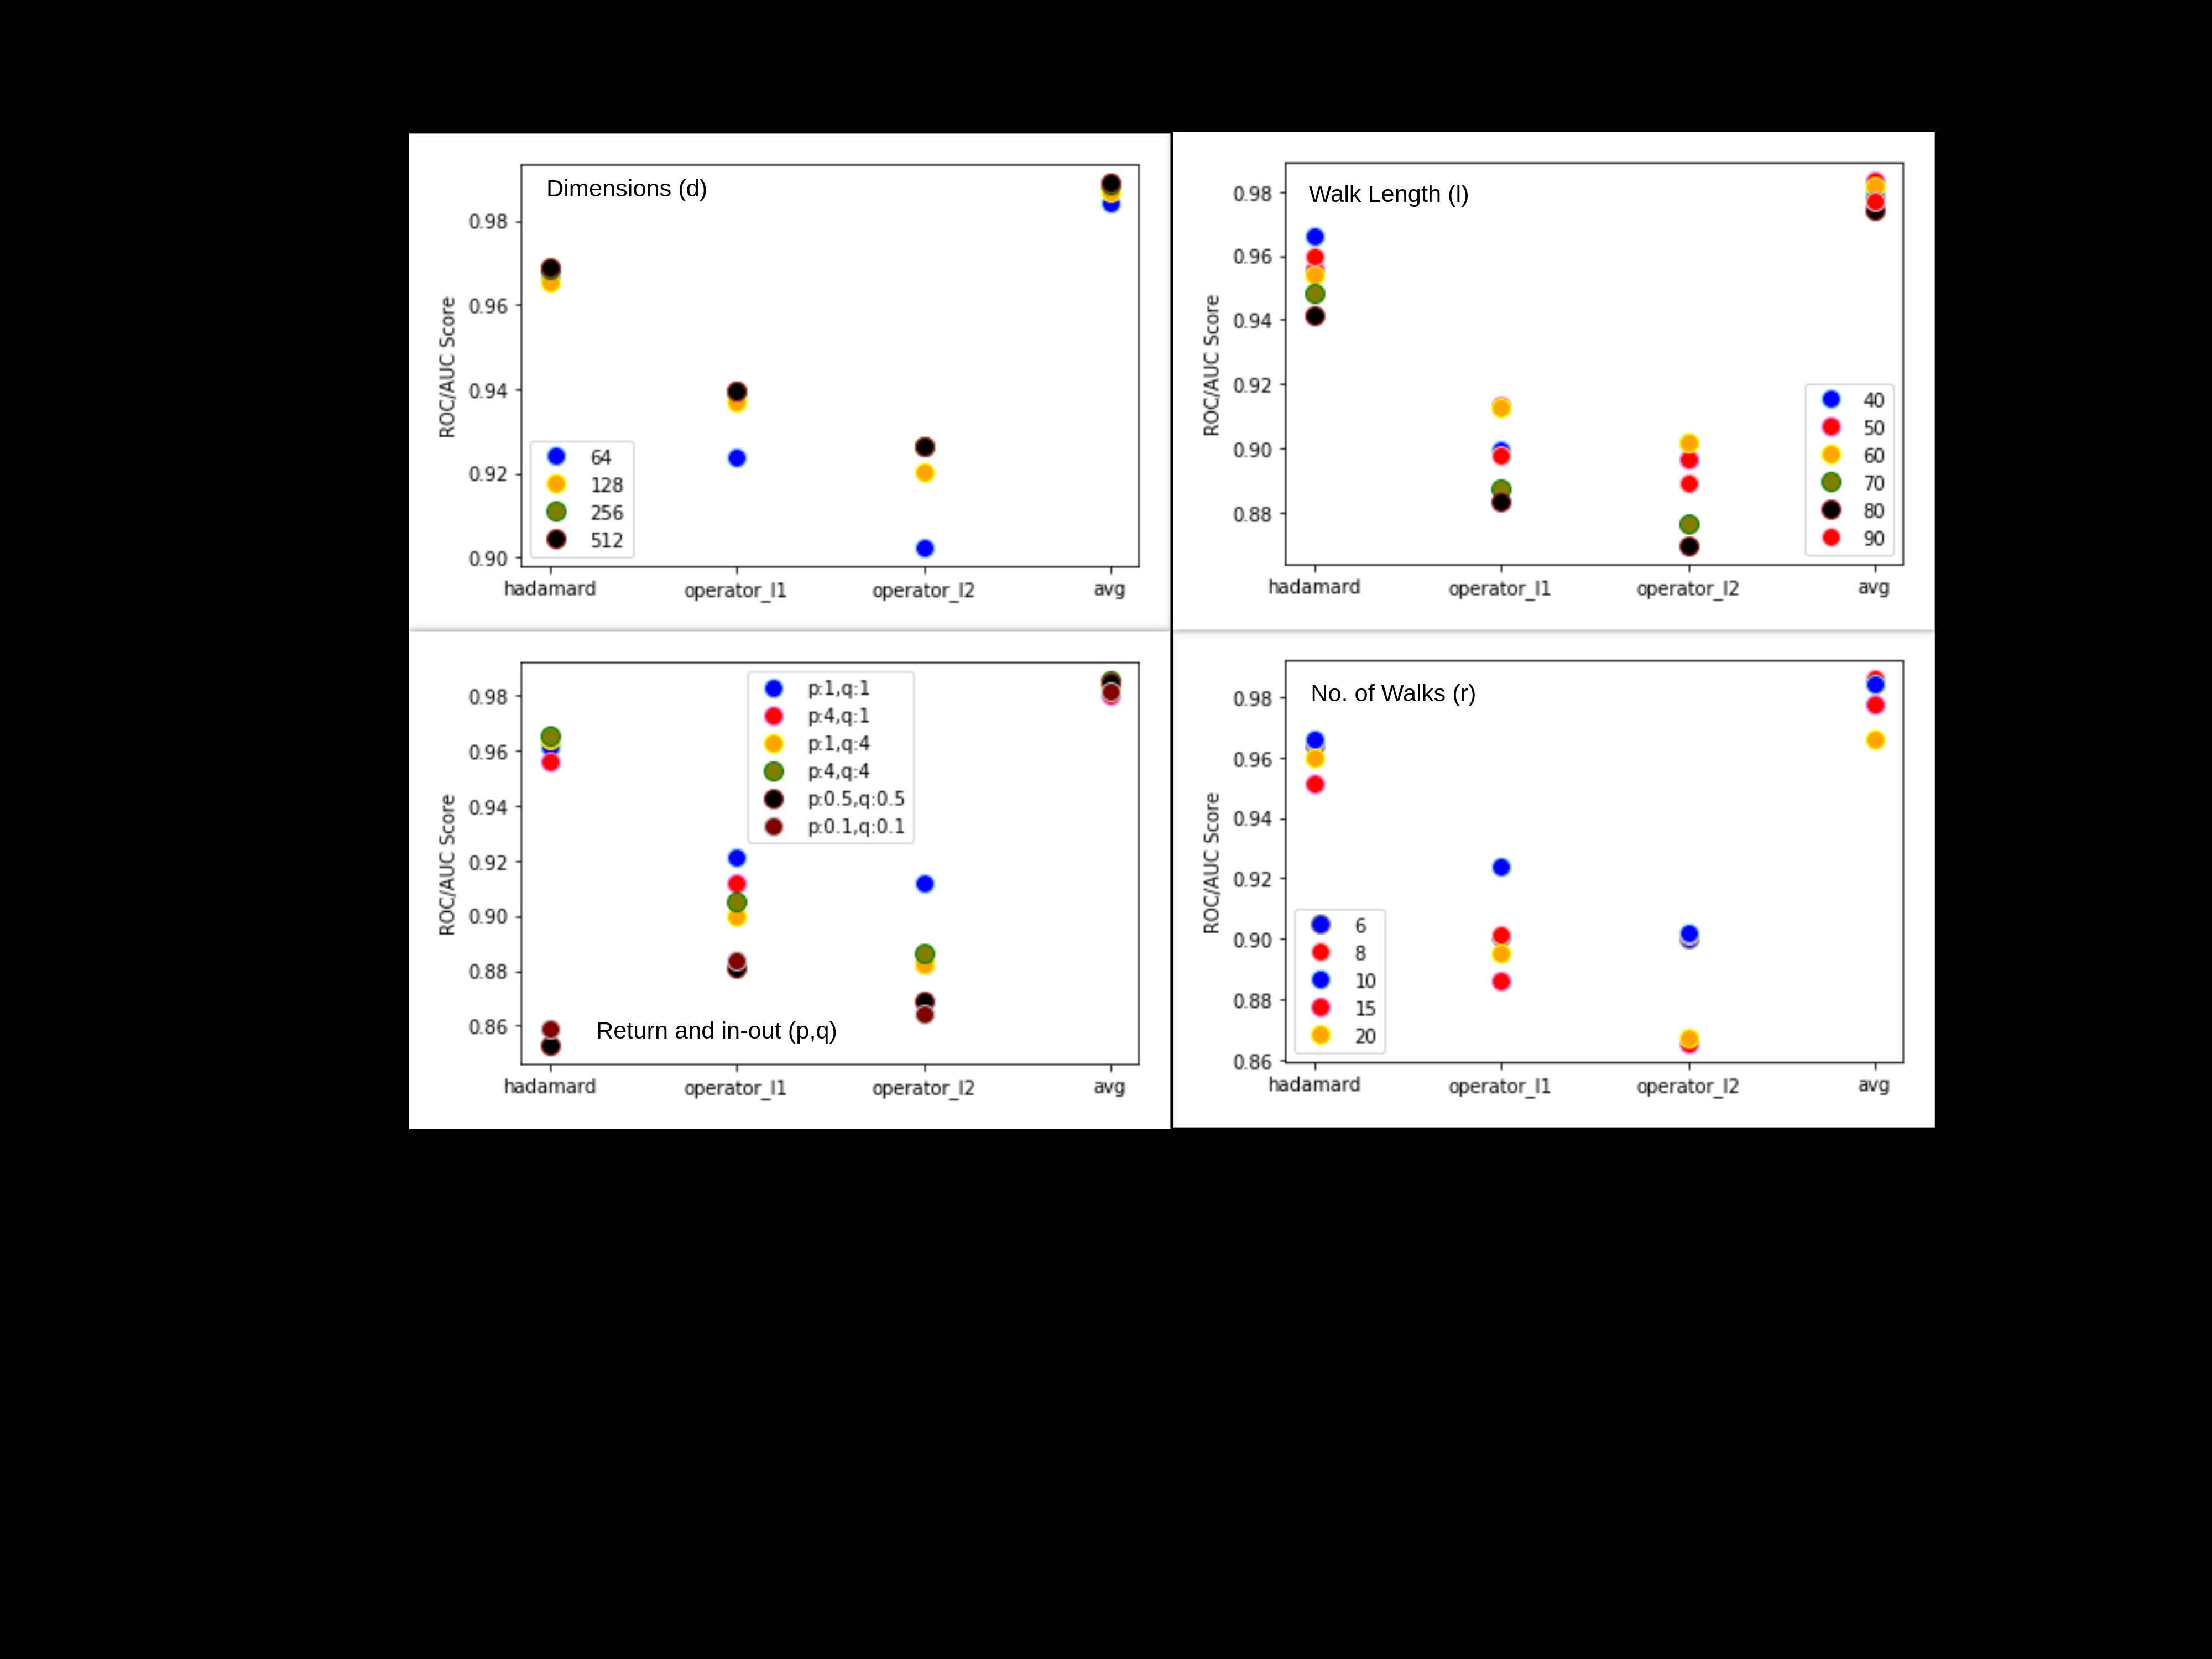 Dimensions (d)
ROC/AUC Score
0.98
0.96
0.94
0.92
0.90
64
128
256
512
hadamard
operator_l1
operator_l2
avg
Walk Length (l)
ROC/AUC Score
0.98
0.96
0.94
0.92
0.90
0.88
40
50
60
70
80
90
hadamard
operator_l1
operator_l2
avg
ROC/AUC Score
0.98
0.96
0.94
0.92
0.90
0.88
0.86
p:1,q:1
p:4,q:1
p:1,q:4
p:4,q:4
p:0.5,q:0.5
p:0.1,q:0.1
Return and in-out (p,q)
hadamard
operator_l1
operator_l2
avg
No. of Walks (r)
ROC/AUC Score
0.98
0.96
0.94
0.92
0.90
0.88
0.86
6
8
10
15
20
hadamard
operator_l1
operator_l2
avg